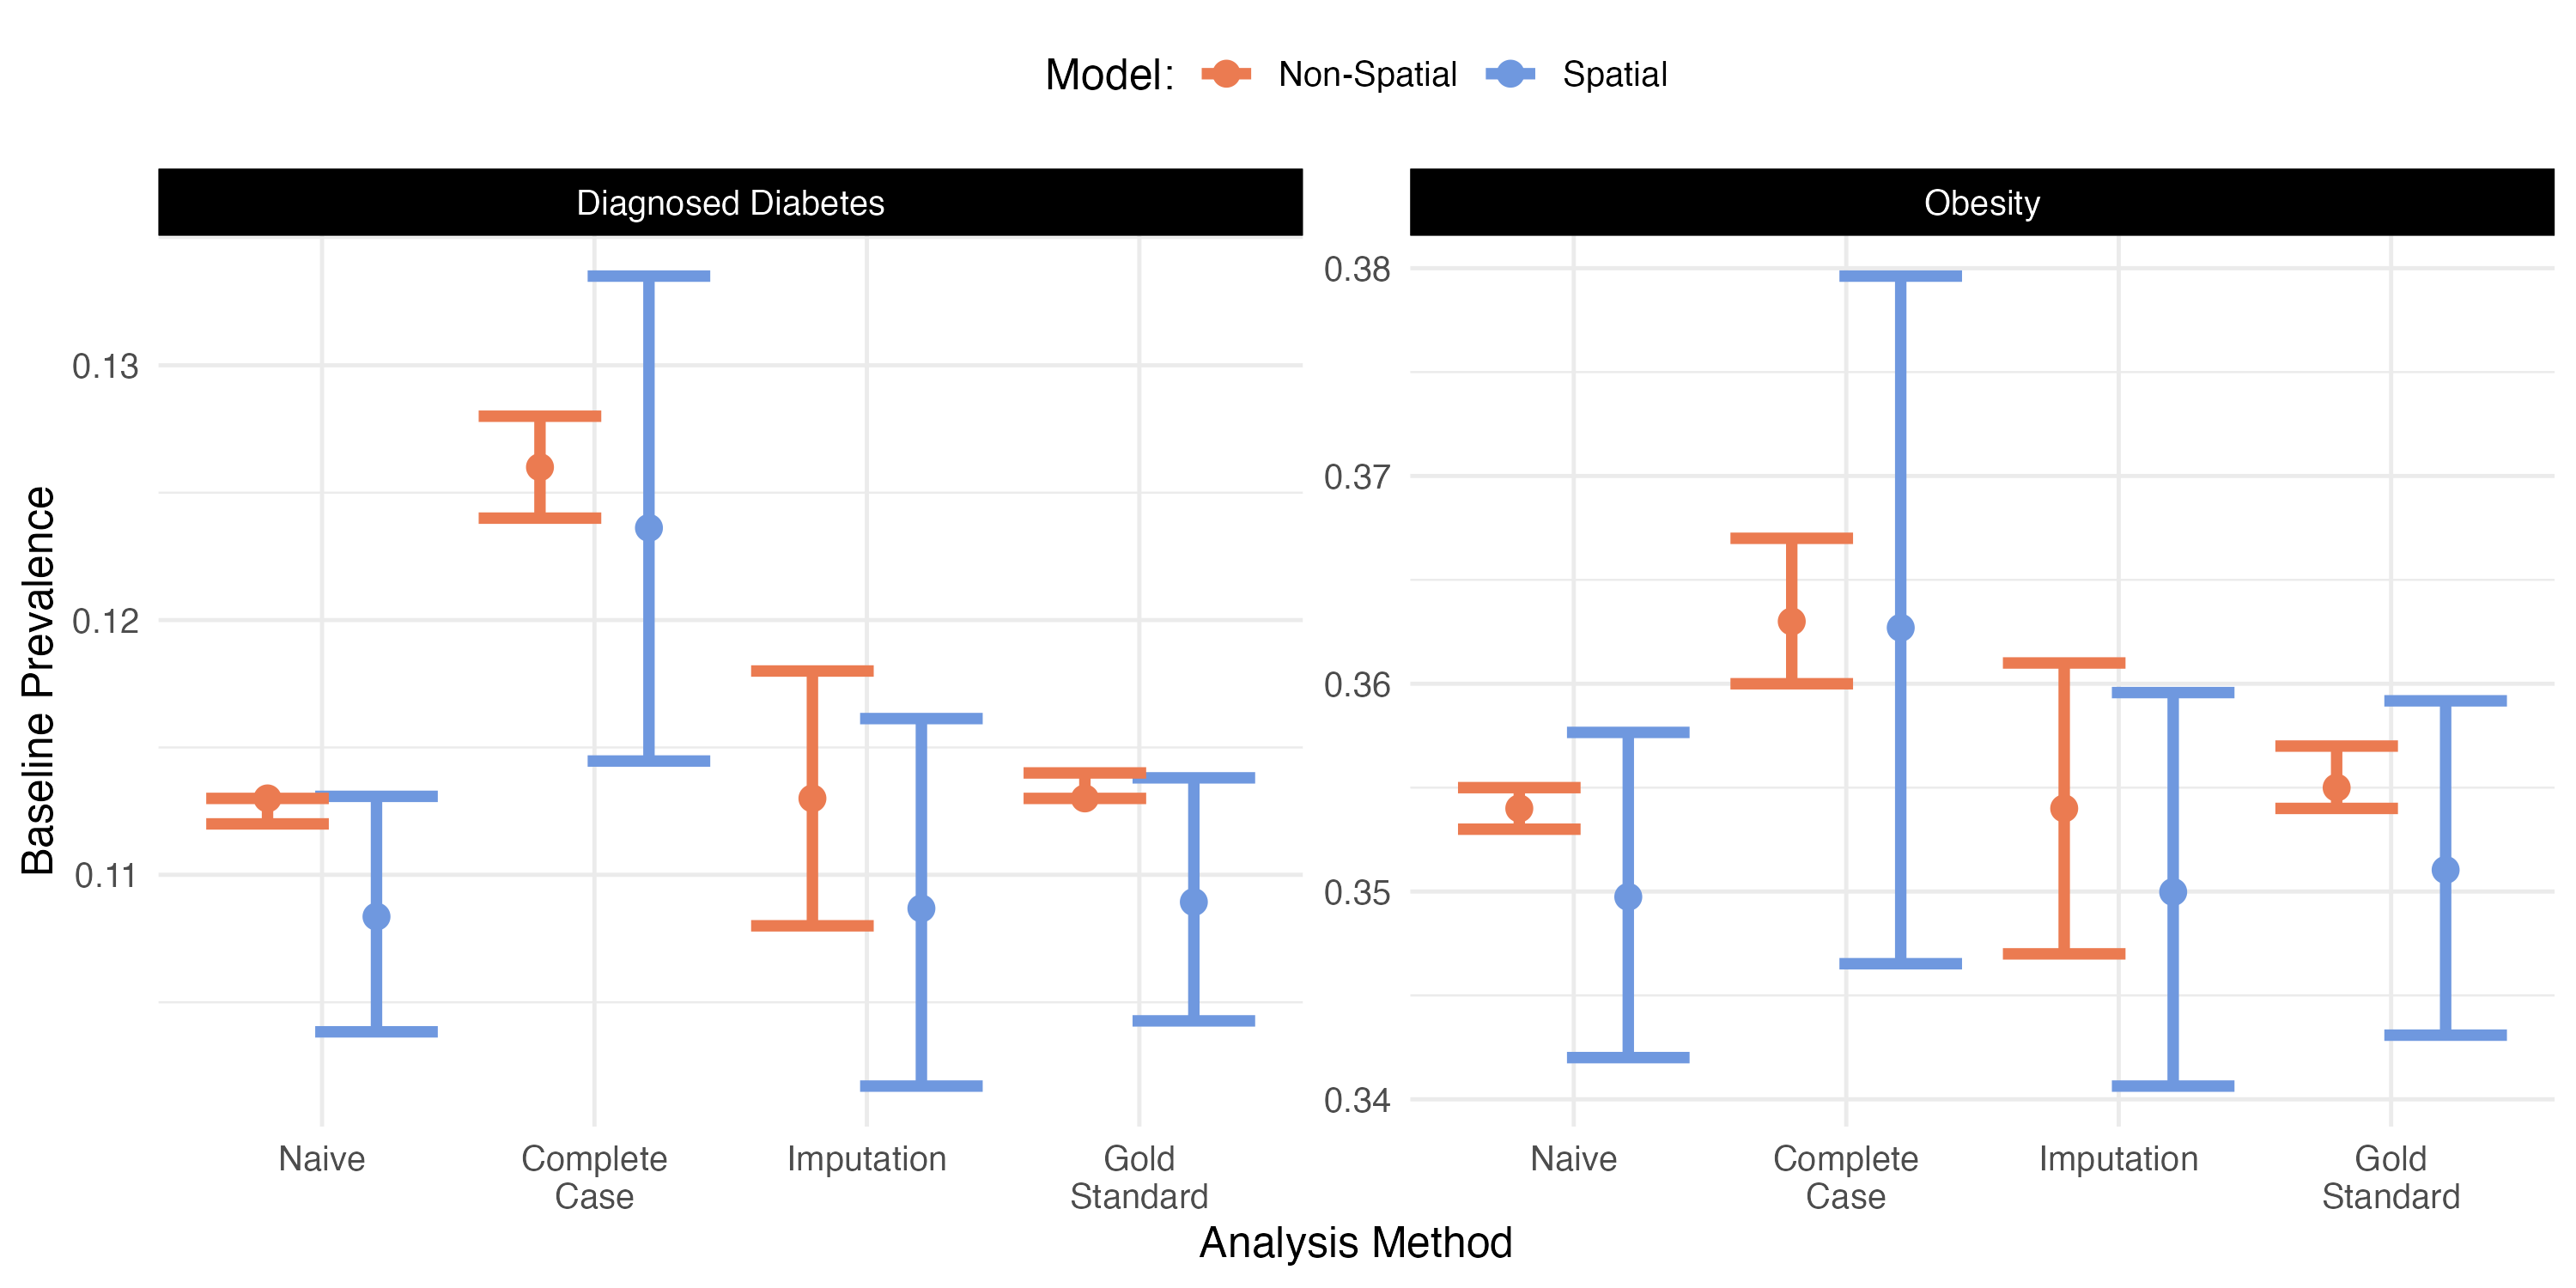 Model: Non-Spatial Spatial
Diagnosed Diabetes
Obesity
Baseline Prevalence
0.13
0.12
0.11
0.38
0.37
0.36
0.35
0.34
Naive
Complete
Case
Imputation
Gold
Standard
Naive
Complete
Case
Imputation
Gold
Standard
Analysis Method